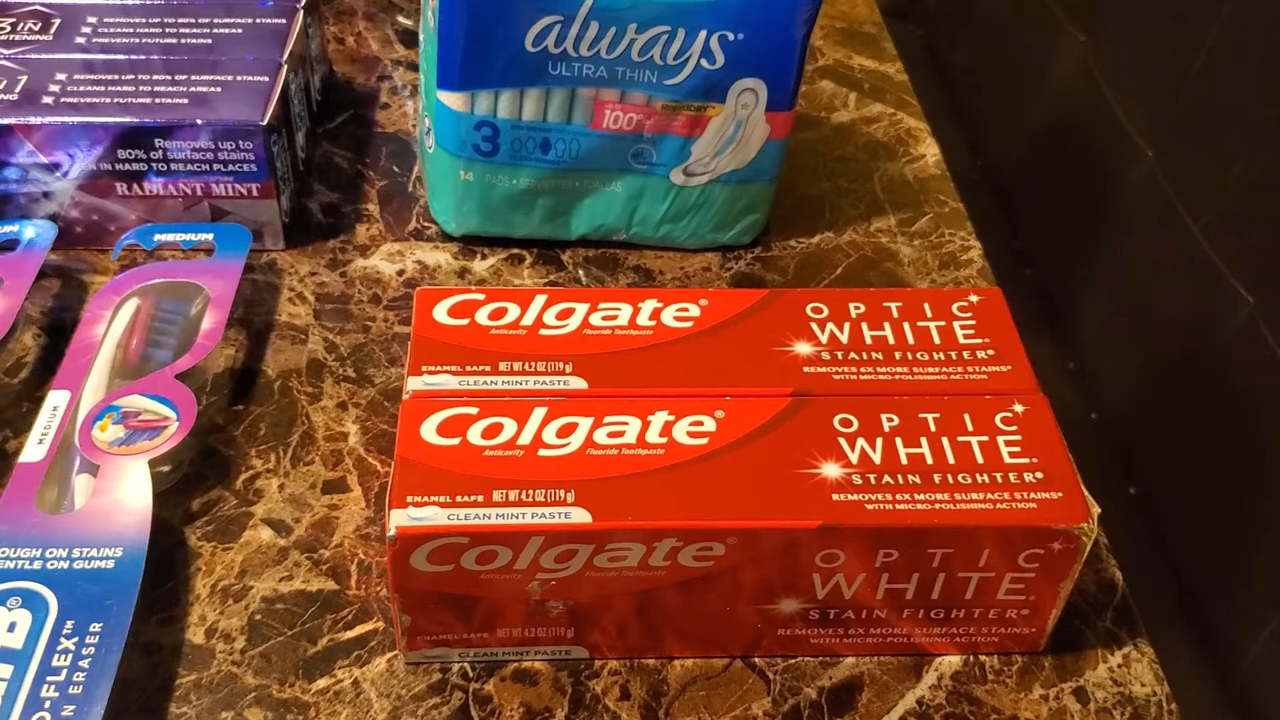 3 IN 1
WHITENING
REMOVES UP TO 80% OF SURFACE STAINS
CLEANS HARD TO REACH AREAS
PREVENTS FUTURE STAINS
REMOVES UP TO 80% OF SURFACE STAINS
CLEANS HARD TO REACH AREAS
PREVENTS FUTURE STAINS
Removes up to
80% of surface stains
IN HARD TO REACH PLACES
RADIANT MINT
always®
ULTRA THIN
RapidDRY™
UP TO
100%
3
14 PADS • SERVIETTES • TOALLAS
MEDIUM
MEDIUM
OUGH ON STAINS
ENTLE ON GUMS
B®
-FLEX™
N ERASER
Colgate®
Anticavity Fluoride Toothpaste
ENAMEL SAFE NET WT 4.2 OZ (119 g)
CLEAN MINT PASTE
OPTIC
WHITE®
STAIN FIGHTER®
REMOVES 6X MORE SURFACE STAINS*
WITH MICRO-POLISHING ACTION
Colgate®
Anticavity Fluoride Toothpaste
ENAMEL SAFE NET WT 4.2 OZ (119 g)
CLEAN MINT PASTE
OPTIC
WHITE®
STAIN FIGHTER®
REMOVES 6X MORE SURFACE STAINS*
WITH MICRO-POLISHING ACTION
Colgate®
Anticavity Fluoride Toothpaste
ENAMEL SAFE NET WT 4.2 OZ (119 g)
CLEAN MINT PASTE
OPTIC
WHITE®
STAIN FIGHTER®
REMOVES 6X MORE SURFACE STAINS*
WITH MICRO-POLISHING ACTION